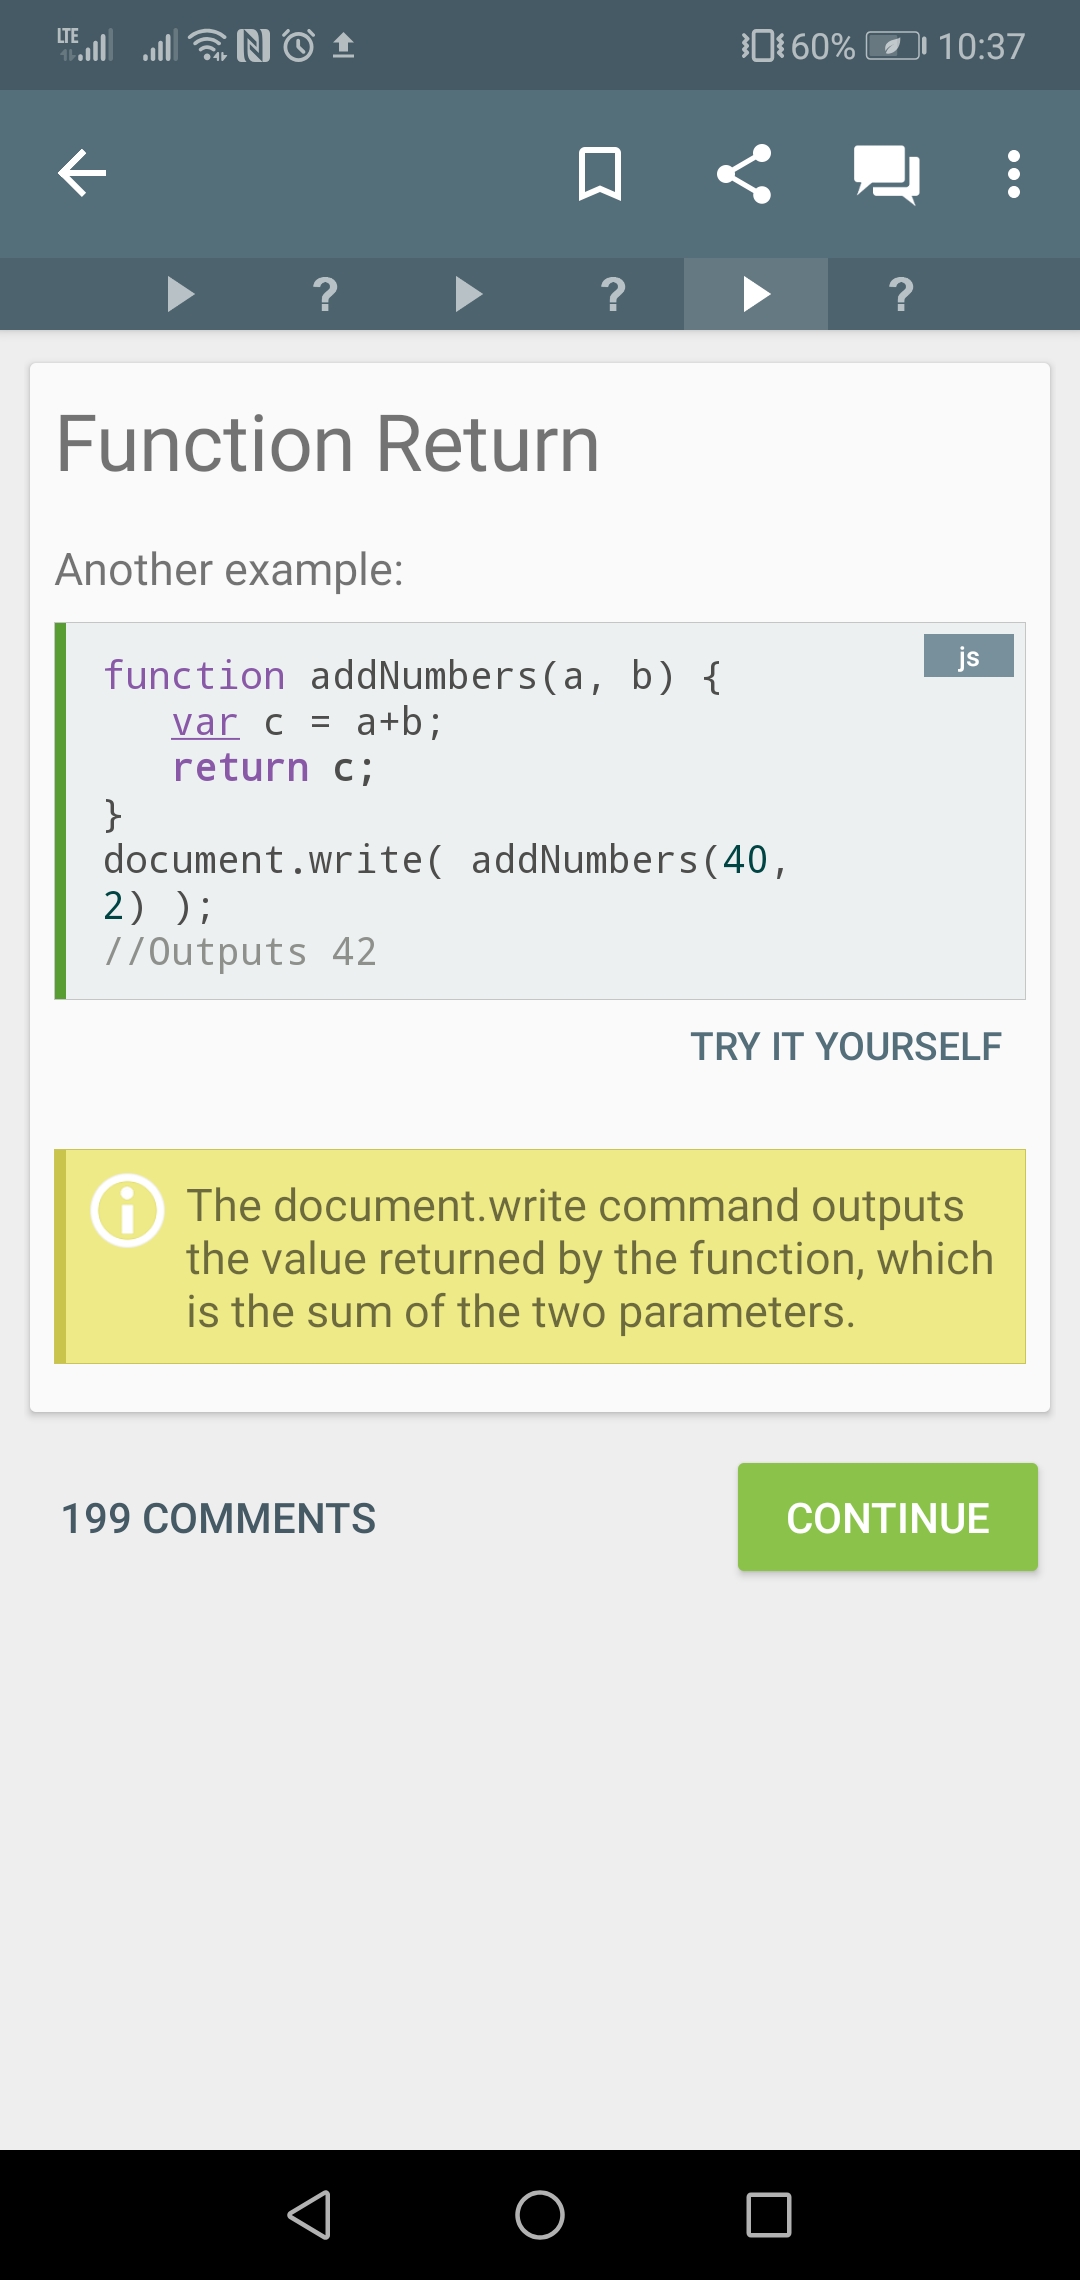 LTE 60% 10:37
? ? ?
Function Return
Another example:
js
function addNumbers(a, b) {
   var c = a+b;
   return c;
}
document.write( addNumbers(40,
2) );
//Outputs 42
TRY IT YOURSELF
The document.write command outputs
the value returned by the function, which
is the sum of the two parameters.
199 COMMENTS
CONTINUE